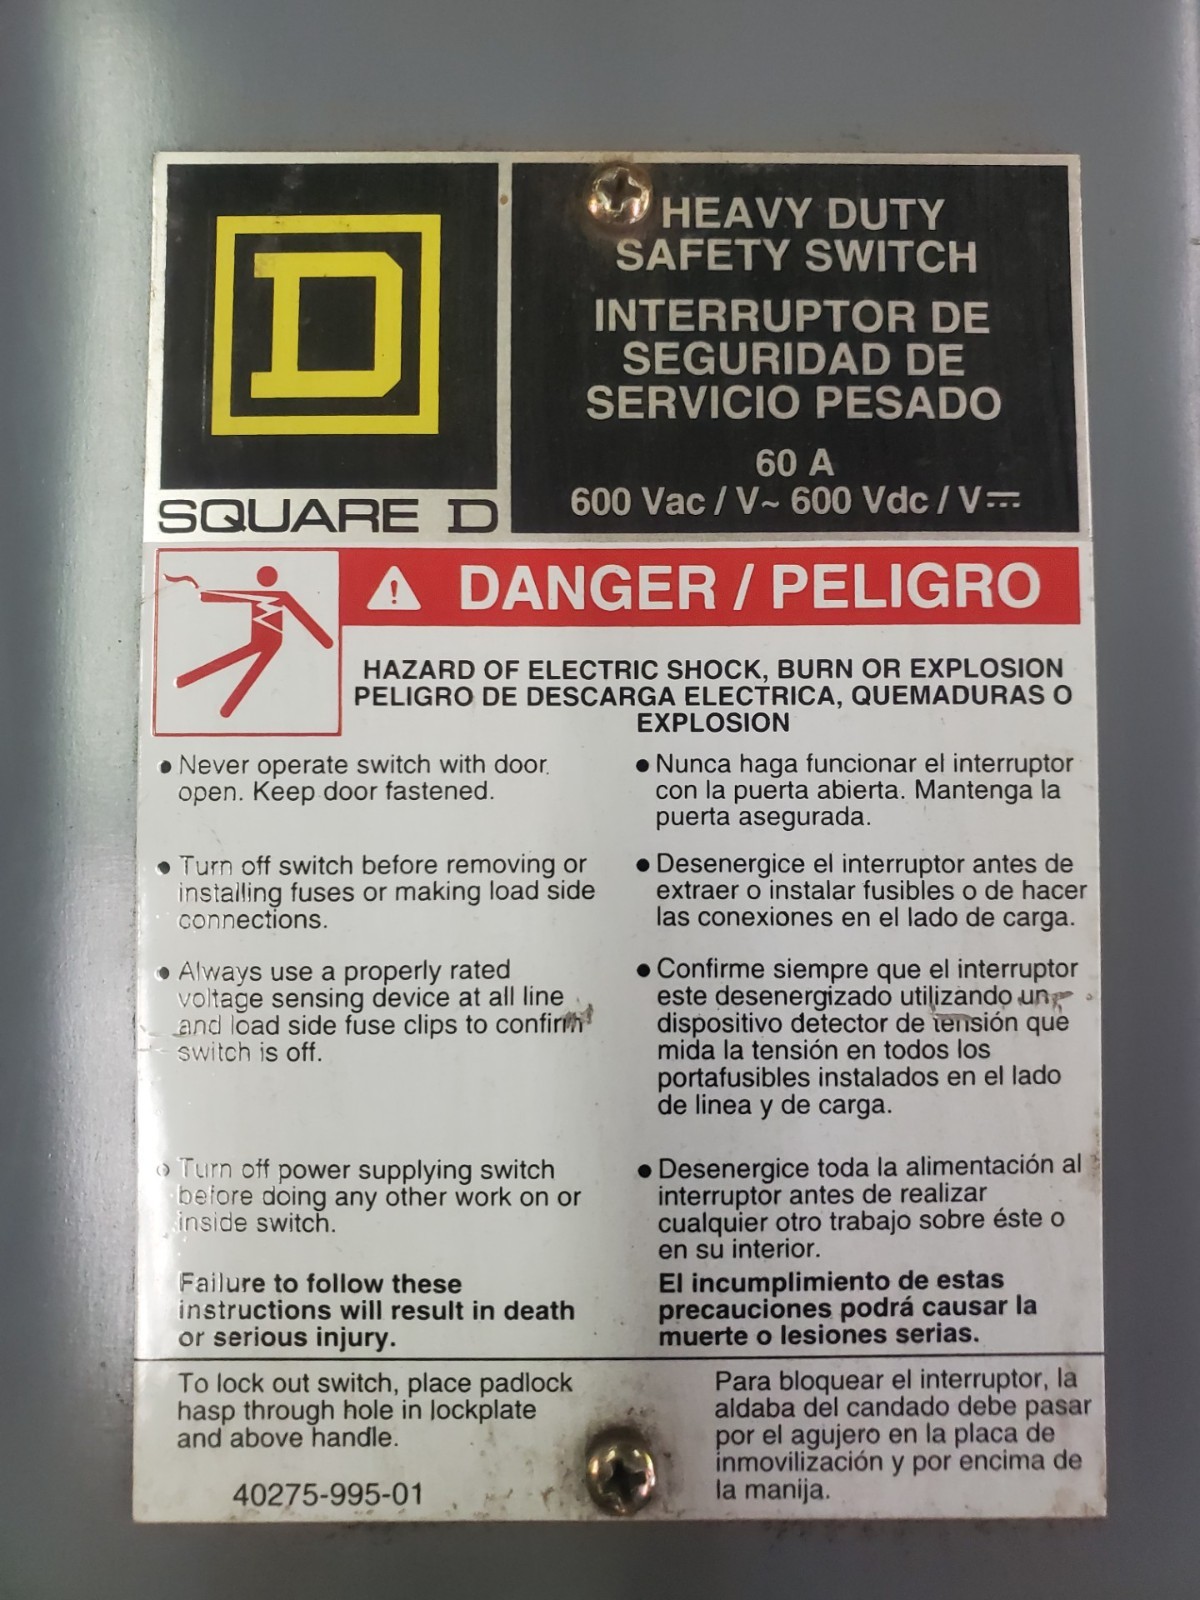 D
SQUARE D
HEAVY DUTY
SAFETY SWITCH
INTERRUPTOR DE
SEGURIDAD DE
SERVICIO PESADO
60 A
600 Vac / V~ 600 Vdc / V⎓
DANGER / PELIGRO
HAZARD OF ELECTRIC SHOCK, BURN OR EXPLOSION
PELIGRO DE DESCARGA ELECTRICA, QUEMADURAS O
EXPLOSION
• Never operate switch with door
open. Keep door fastened.
• Turn off switch before removing or
installing fuses or making load side
connections.
• Always use a properly rated
voltage sensing device at all line
and load side fuse clips to confirm
switch is off.
• Turn off power supplying switch
before doing any other work on or
inside switch.
Failure to follow these
instructions will result in death
or serious injury.
• Nunca haga funcionar el interruptor
con la puerta abierta. Mantenga la
puerta asegurada.
• Desenergice el interruptor antes de
extraer o instalar fusibles o de hacer
las conexiones en el lado de carga.
• Confirme siempre que el interruptor
este desenergizado utilizando un
dispositivo detector de tensión que
mida la tensión en todos los
portafusibles instalados en el lado
de linea y de carga.
• Desenergice toda la alimentación al
interruptor antes de realizar
cualquier otro trabajo sobre éste o
en su interior.
El incumplimiento de estas
precauciones podrá causar la
muerte o lesiones serias.
To lock out switch, place padlock
hasp through hole in lockplate
and above handle.
40275-995-01
Para bloquear el interruptor, la
aldaba del candado debe pasar
por el agujero en la placa de
inmovilización y por encima de
la manija.